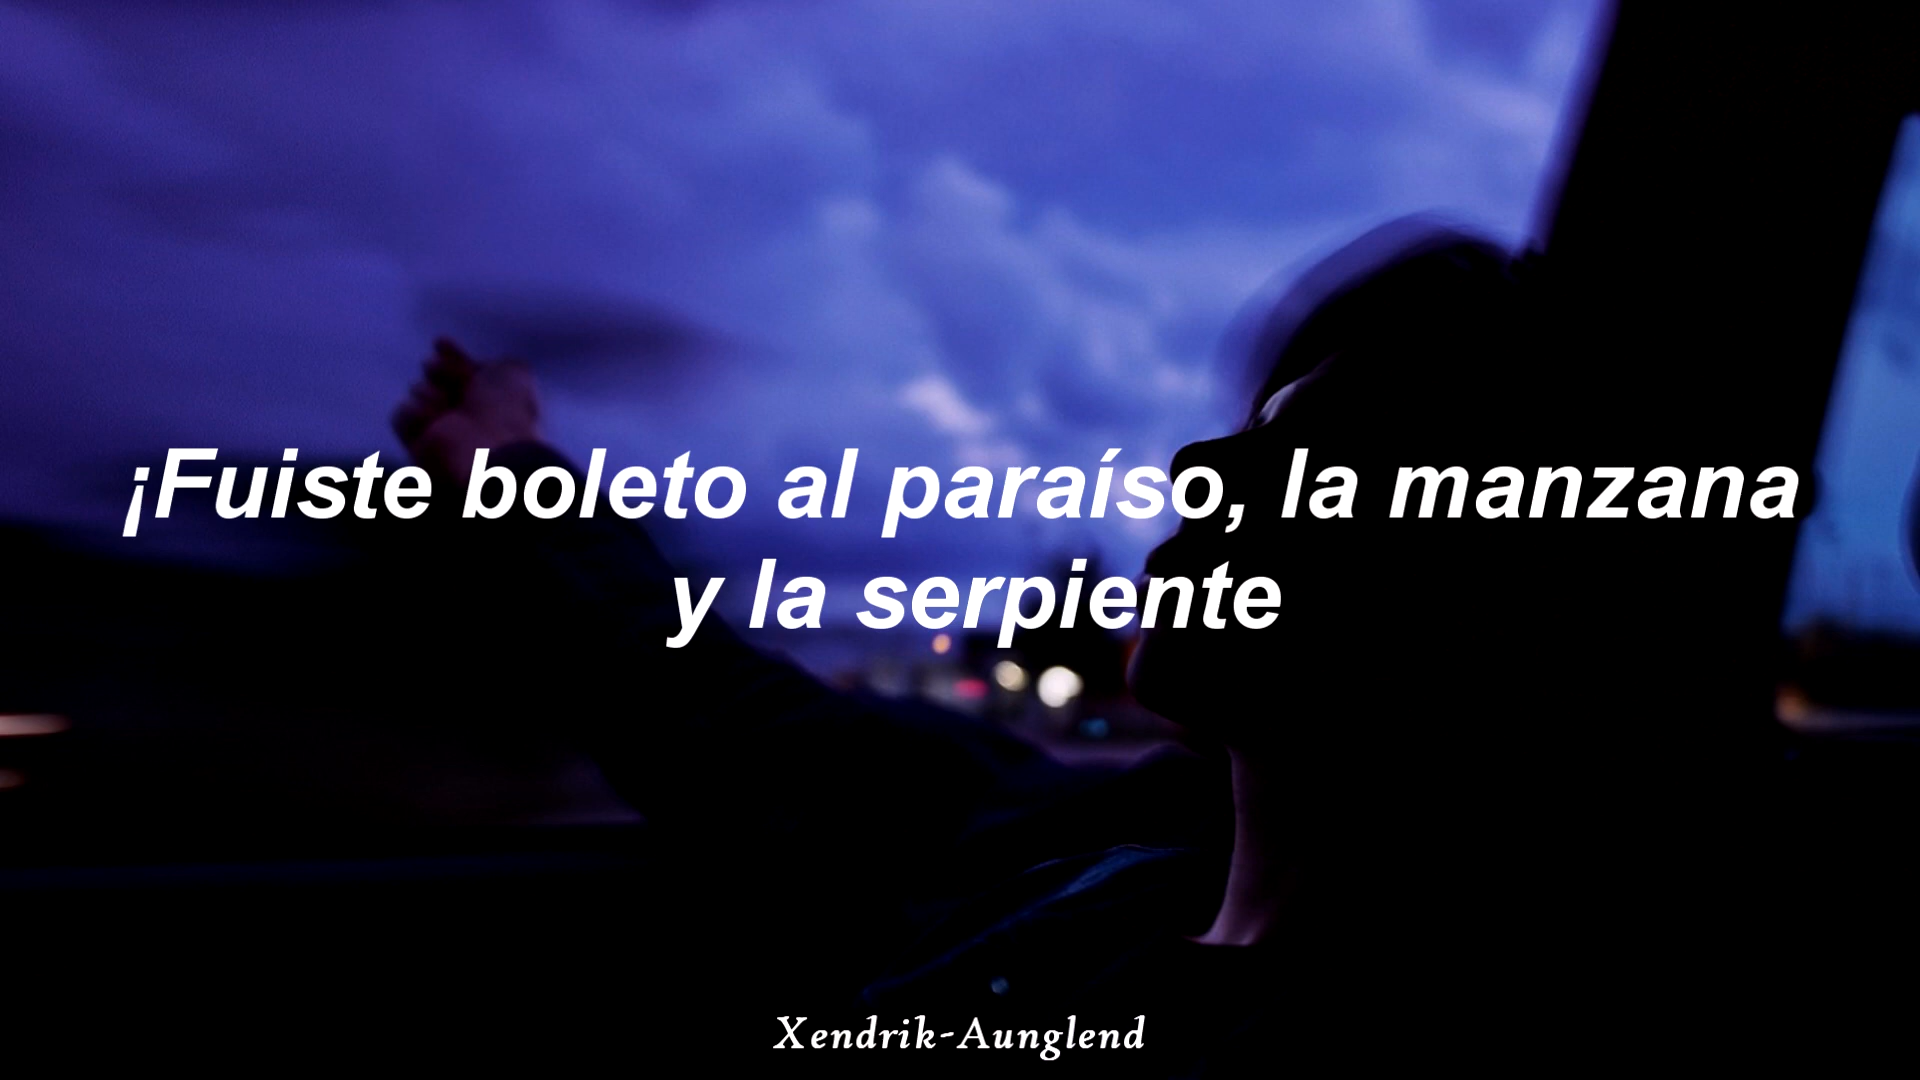 ¡Fuiste boleto al paraíso, la manzana
y la serpiente
Xendrik-Aunglend